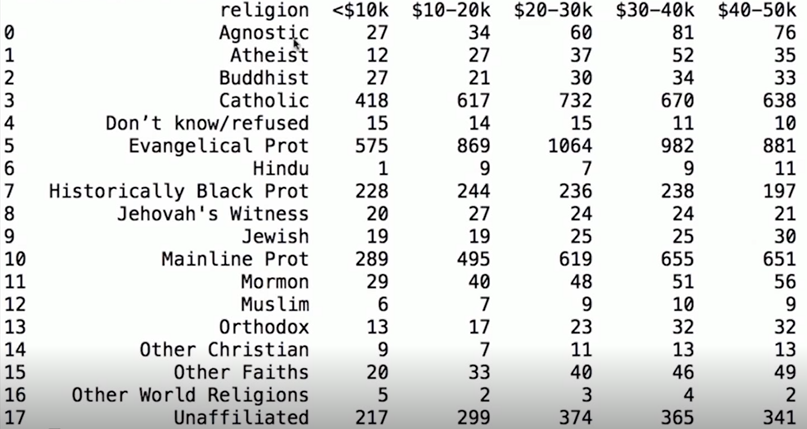 religion <$10k $10-20k $20-30k $30-40k $40-50k
0 Agnostic 27 34 60 81 76
1 Atheist 12 27 37 52 35
2 Buddhist 27 21 30 34 33
3 Catholic 418 617 732 670 638
4 Don’t know/refused 15 14 15 11 10
5 Evangelical Prot 575 869 1064 982 881
6 Hindu 1 9 7 9 11
7 Historically Black Prot 228 244 236 238 197
8 Jehovah's Witness 20 27 24 24 21
9 Jewish 19 19 25 25 30
10 Mainline Prot 289 495 619 655 651
11 Mormon 29 40 48 51 56
12 Muslim 6 7 9 10 9
13 Orthodox 13 17 23 32 32
14 Other Christian 9 7 11 13 13
15 Other Faiths 20 33 40 46 49
16 Other World Religions 5 2 3 4 2
17 Unaffiliated 217 299 374 365 341